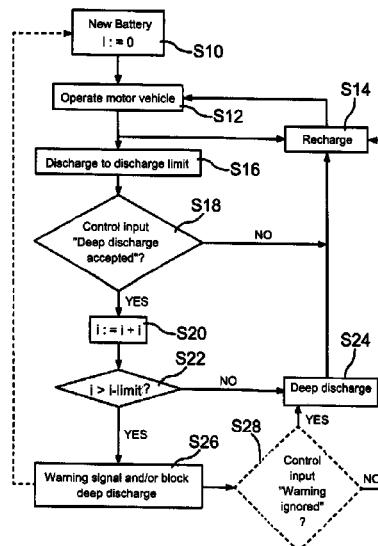 New Battery
i : = 0
S10
Operate motor vehicle
S12
S14
Recharge
Discharge to discharge limit
S16
Control input
"Deep discharge
accepted"?
S18
NO
YES
i : = i + i
S20
S22
i > i-limit?
NO
S24
Deep discharge
YES
YES
S26
Warning signal and/or block
deep discharge
S28
Control
input
"Warning
ignored"
?
NO